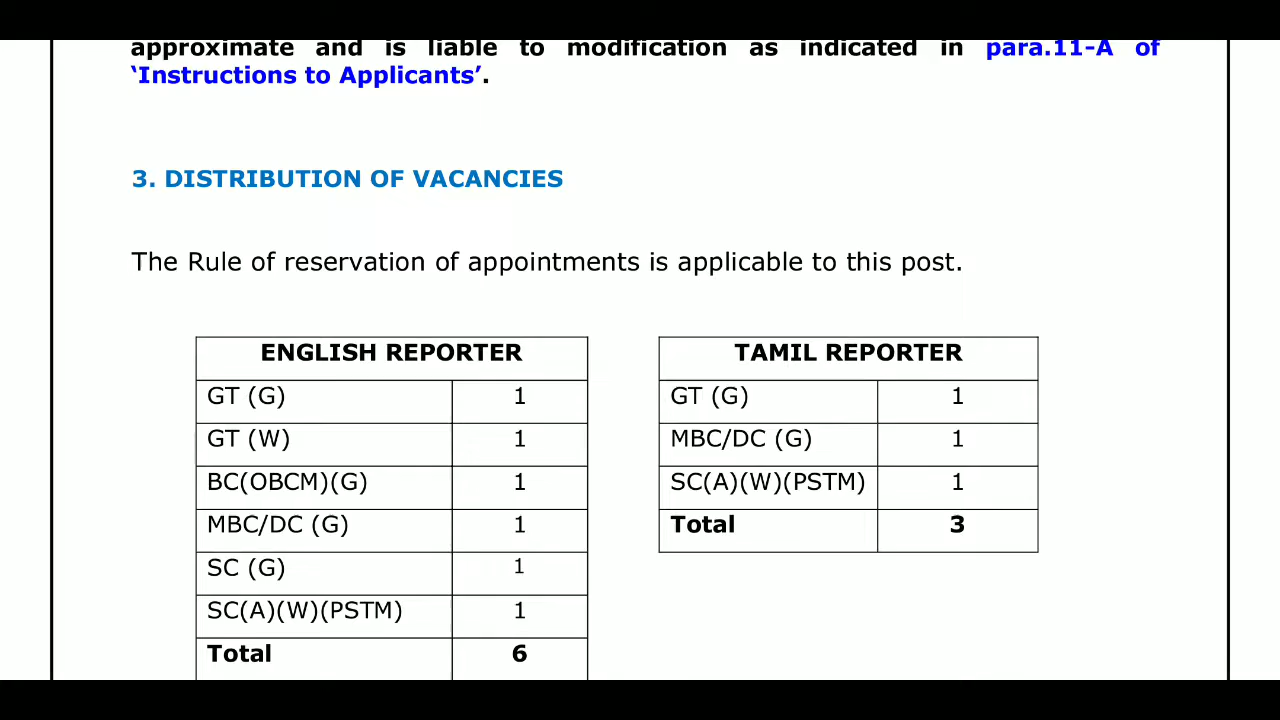 approximate and is liable to modification as indicated in para.11-A of
‘Instructions to Applicants’.
3. DISTRIBUTION OF VACANCIES
The Rule of reservation of appointments is applicable to this post.
ENGLISH REPORTER
GT (G) 1
GT (W) 1
BC(OBCM)(G) 1
MBC/DC (G) 1
SC (G) 1
SC(A)(W)(PSTM) 1
Total 6
TAMIL REPORTER
GT (G) 1
MBC/DC (G) 1
SC(A)(W)(PSTM) 1
Total 3